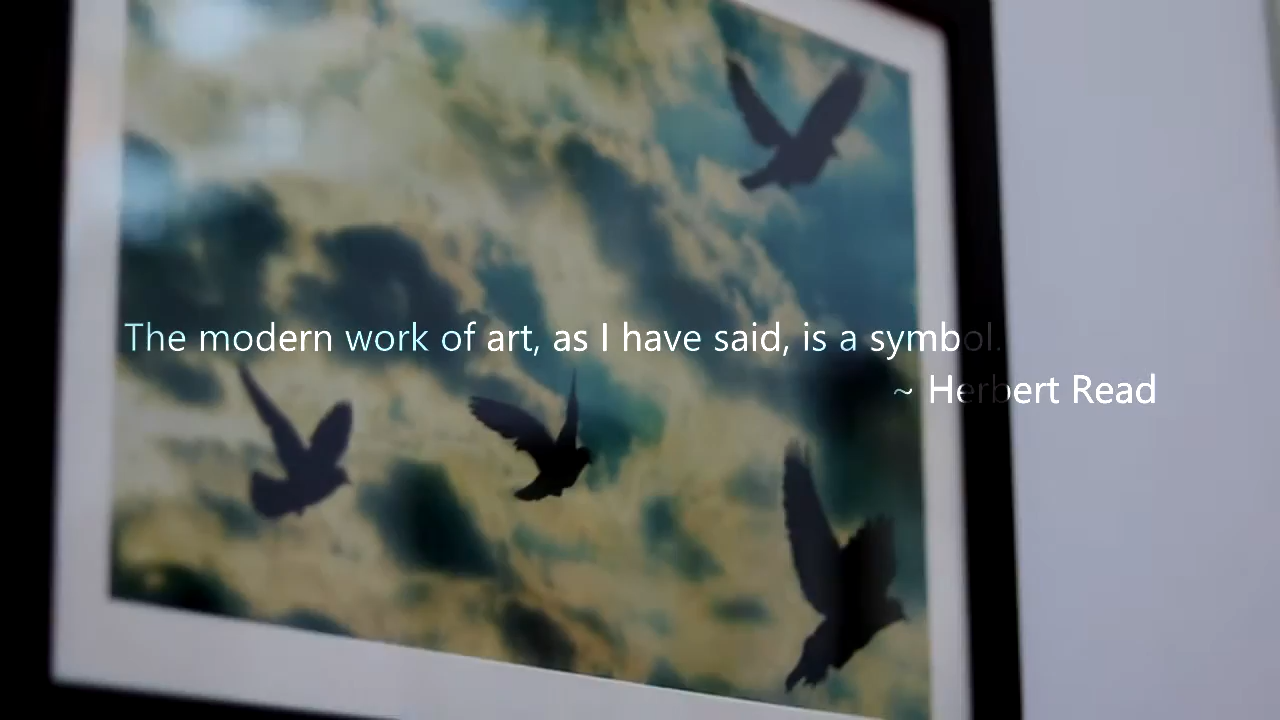 The modern work of art, as I have said, is a symbol.
~ Herbert Read